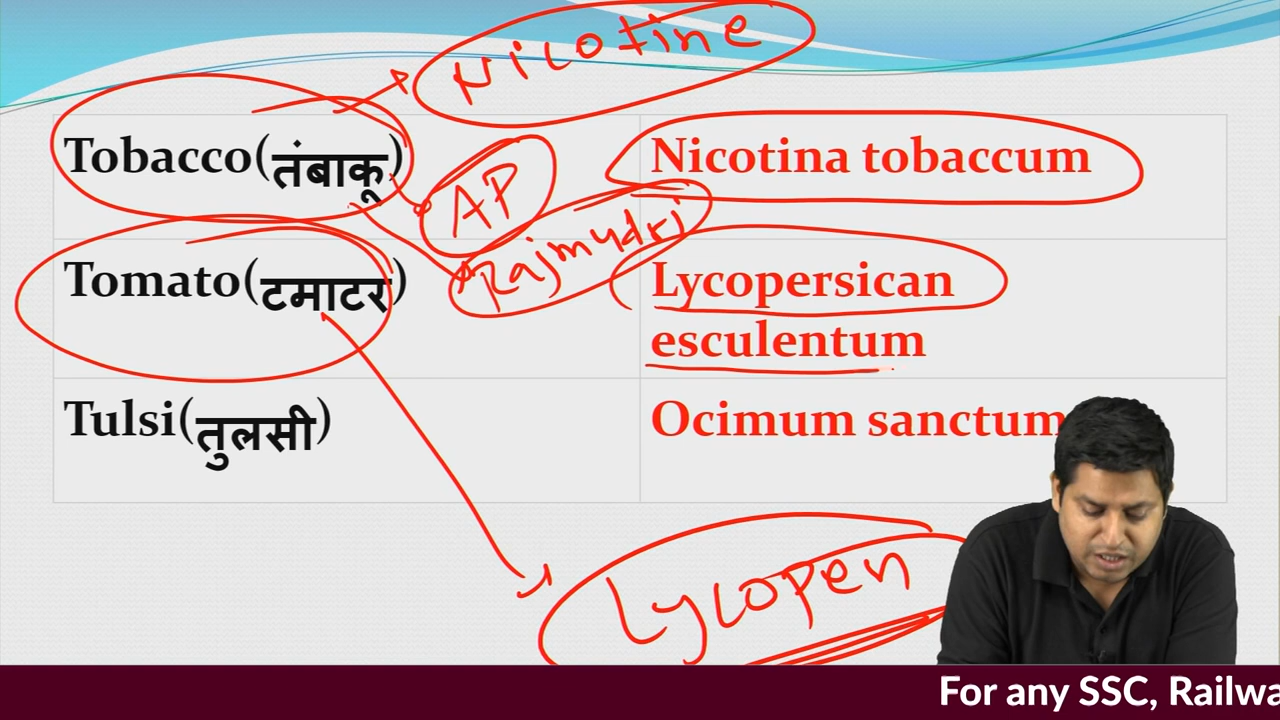 Nicotine
Tobacco(तंबाकू)
Nicotina tobaccum
AP
Rajmudri
Tomato(टमाटर)
Lycopersican
esculentum
Tulsi(तुलसी)
Ocimum sanctum
Lycopen
For any SSC, Railwa